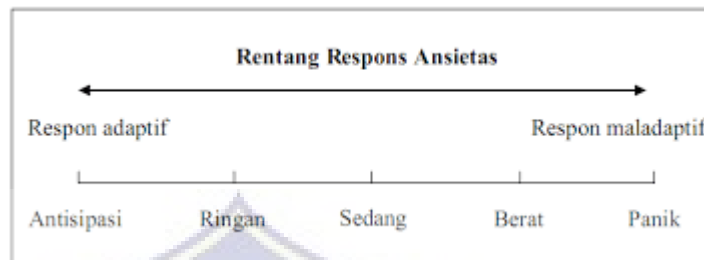 Rentang Respons Ansietas
Respon adaptif Respon maladaptif
Antisipasi Ringan Sedang Berat Panik